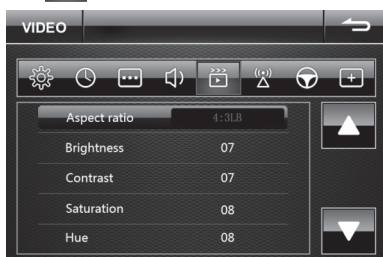 VIDEO
Aspect ratio 4:3LB
Brightness 07
Contrast 07
Saturation 08
Hue 08